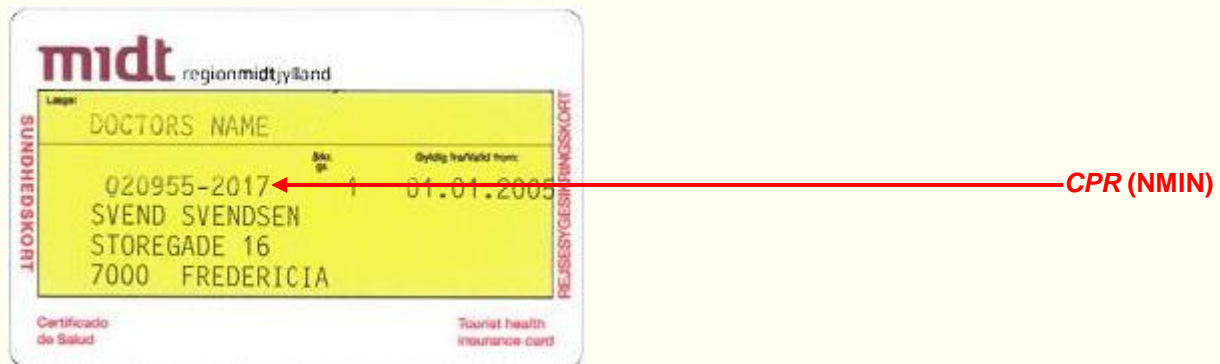 midt regionmidtjylland
Læge:
DOCTORS NAME
Sikr. gr.
Gyldig fra/Valid from:
020955-2017 1 01.01.2005
CPR (NMIN)
SVEND SVENDSEN
STOREGADE 16
7000 FREDERICIA
SUNDHEDSKORT
REJSESYGESIKRINGSKORT
Certificado
de Salud
Tourist health
insurance card